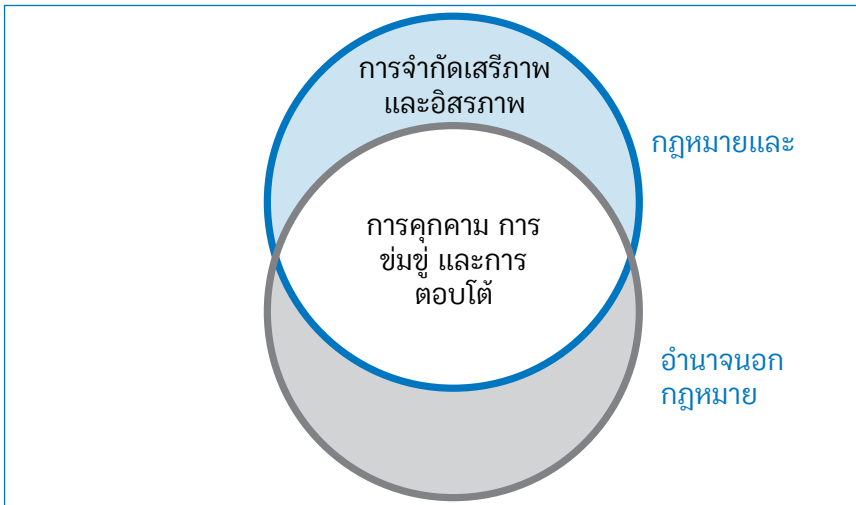 การจำกัดเสรีภาพ
และอิสรภาพ
กฎหมายและ
การคุกคาม การ
ข่มขู่ และการ
ตอบโต้
อำนาจนอก
กฎหมาย